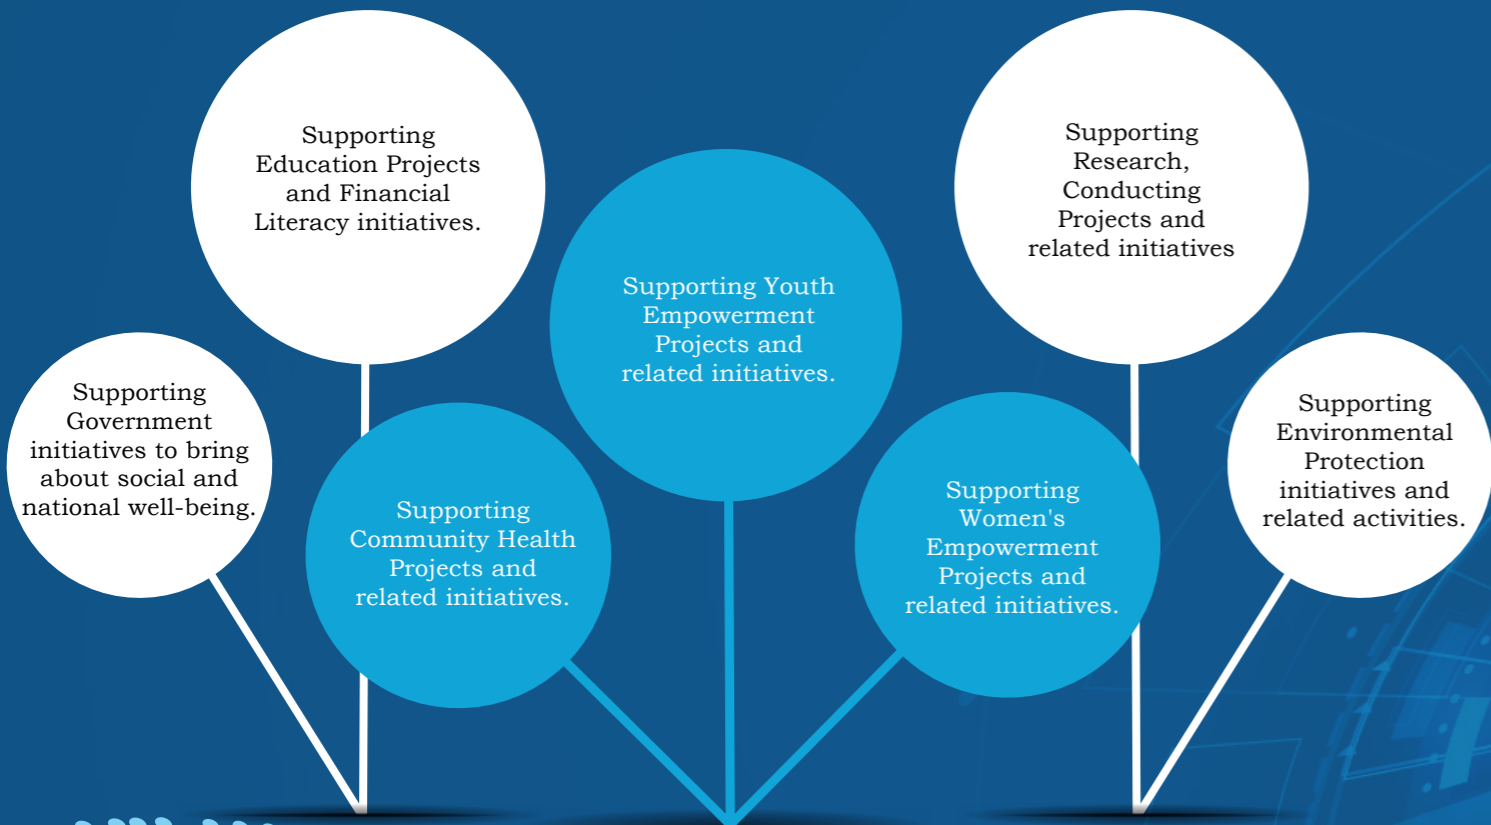 Supporting
Education Projects
and Financial
Literacy initiatives.
Supporting
Research,
Conducting
Projects and
related initiatives
Supporting Youth
Empowerment
Projects and
related initiatives.
Supporting
Government
initiatives to bring
about social and
national well-being.
Supporting
Environmental
Protection
initiatives and
related activities.
Supporting
Community Health
Projects and
related initiatives.
Supporting
Women's
Empowerment
Projects and
related initiatives.